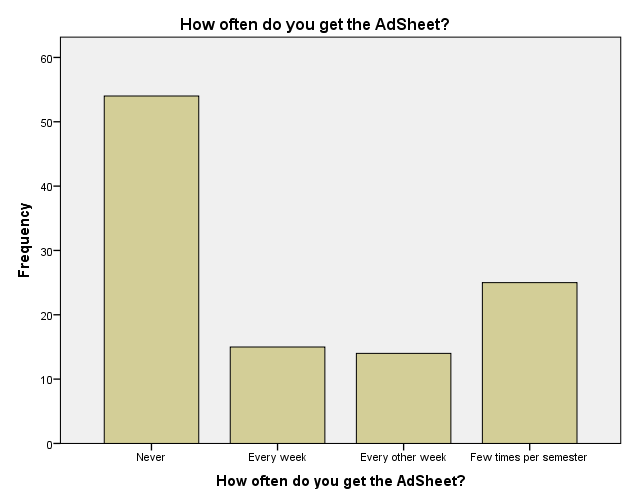 How often do you get the AdSheet?
60
50
40
30
20
10
0
Frequency
Never
Every week
Every other week
Few times per semester
How often do you get the AdSheet?